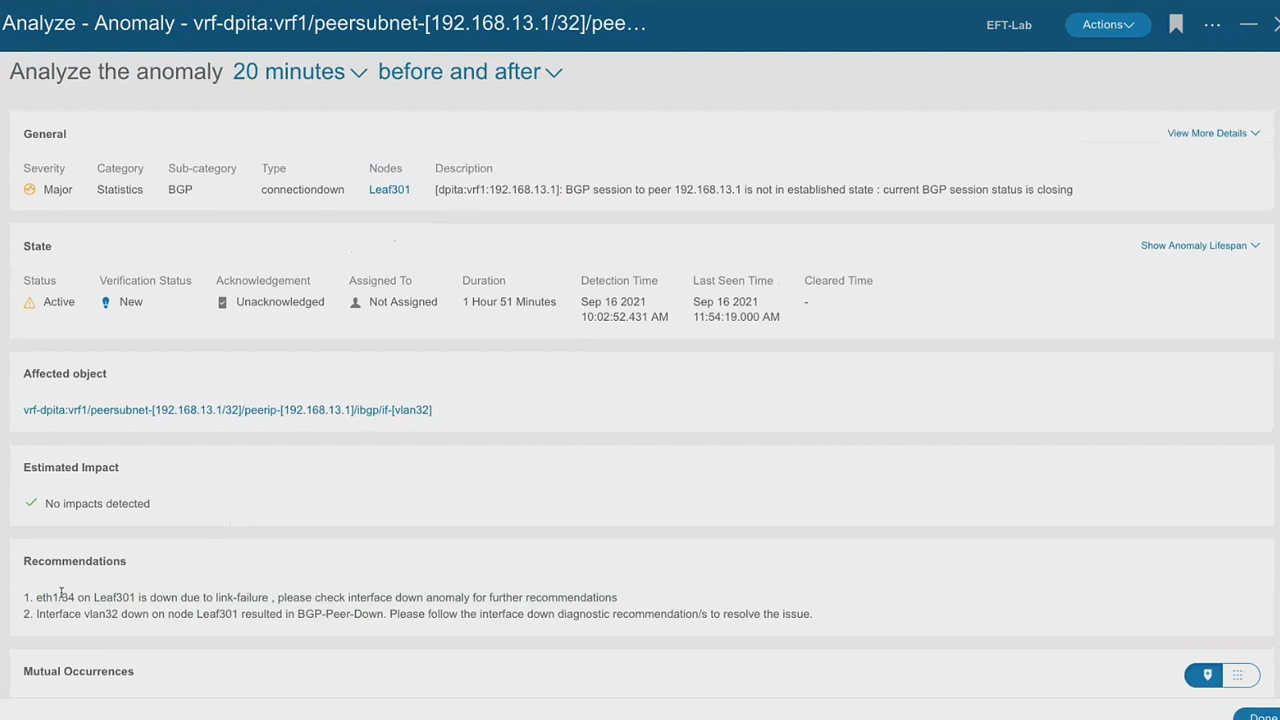 Analyze - Anomaly - vrf-dpita:vrf1/peersubnet-[192.168.13.1/32]/pee…
EFT-Lab
Actions
Analyze the anomaly 20 minutes before and after
General
View More Details
Severity Category Sub-category Type Nodes Description
Major Statistics BGP connectiondown Leaf301 [dpita:vrf1:192.168.13.1]: BGP session to peer 192.168.13.1 is not in established state : current BGP session status is closing
State
Show Anomaly Lifespan
Status Verification Status Acknowledgement Assigned To Duration Detection Time Last Seen Time Cleared Time
Active New Unacknowledged Not Assigned 1 Hour 51 Minutes Sep 16 2021 Sep 16 2021 -
10:02:52.431 AM 11:54:19.000 AM
Affected object
vrf-dpita:vrf1/peersubnet-[192.168.13.1/32]/peerip-[192.168.13.1]/ibgp/if-[vlan32]
Estimated Impact
No impacts detected
Recommendations
1. eth1/34 on Leaf301 is down due to link-failure , please check interface down anomaly for further recommendations
2. Interface vlan32 down on node Leaf301 resulted in BGP-Peer-Down. Please follow the interface down diagnostic recommendation/s to resolve the issue.
Mutual Occurrences
Done